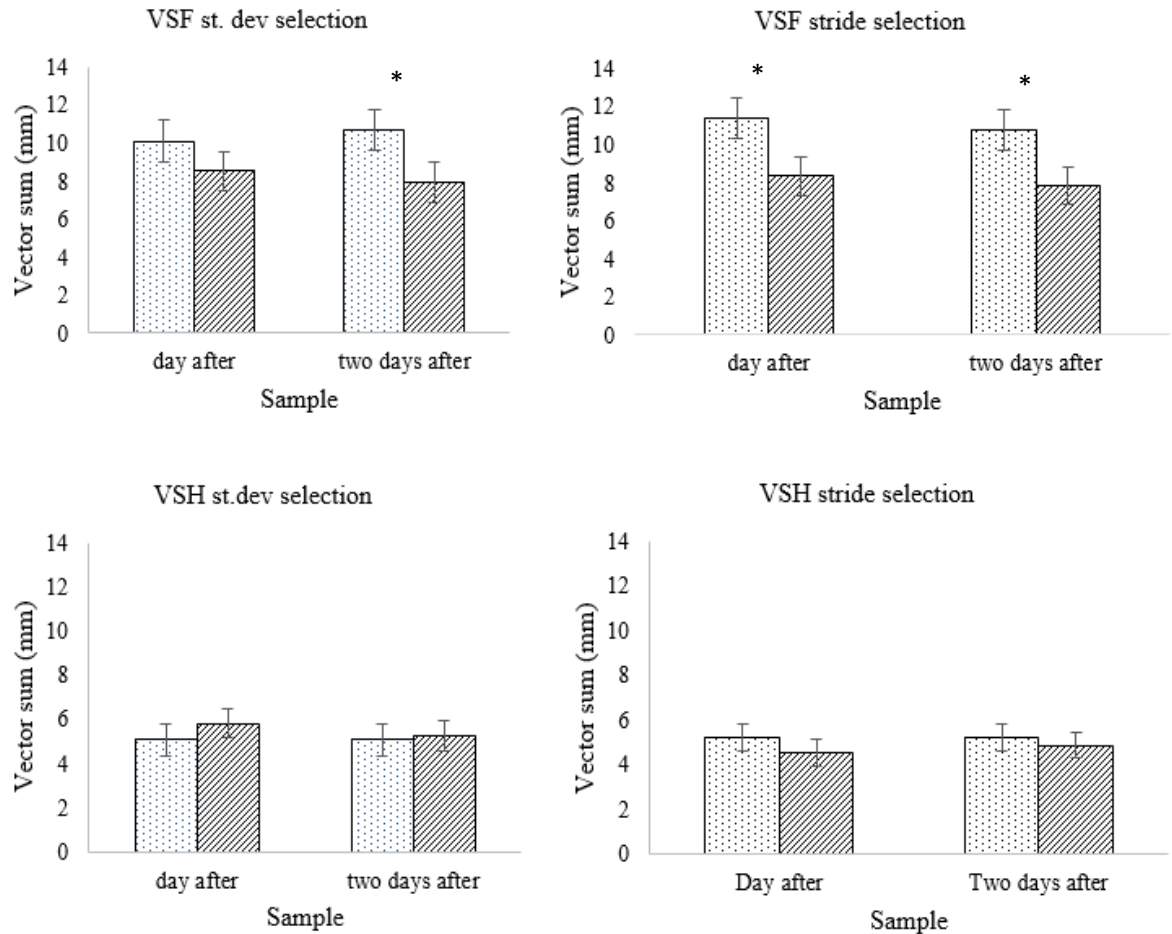 VSF st. dev selection
14
*
12
10
8
6
4
2
0
Vector sum (mm)
day after
two days after
Sample
VSF stride selection
14
*
*
12
10
8
6
4
2
0
Vector sum (mm)
day after
two days after
Sample
VSH st.dev selection
14
12
10
8
6
4
2
0
Vector sum (mm)
day after
two days after
Sample
VSH stride selection
14
12
10
8
6
4
2
0
Vector sum (mm)
Day after
Two days after
Sample